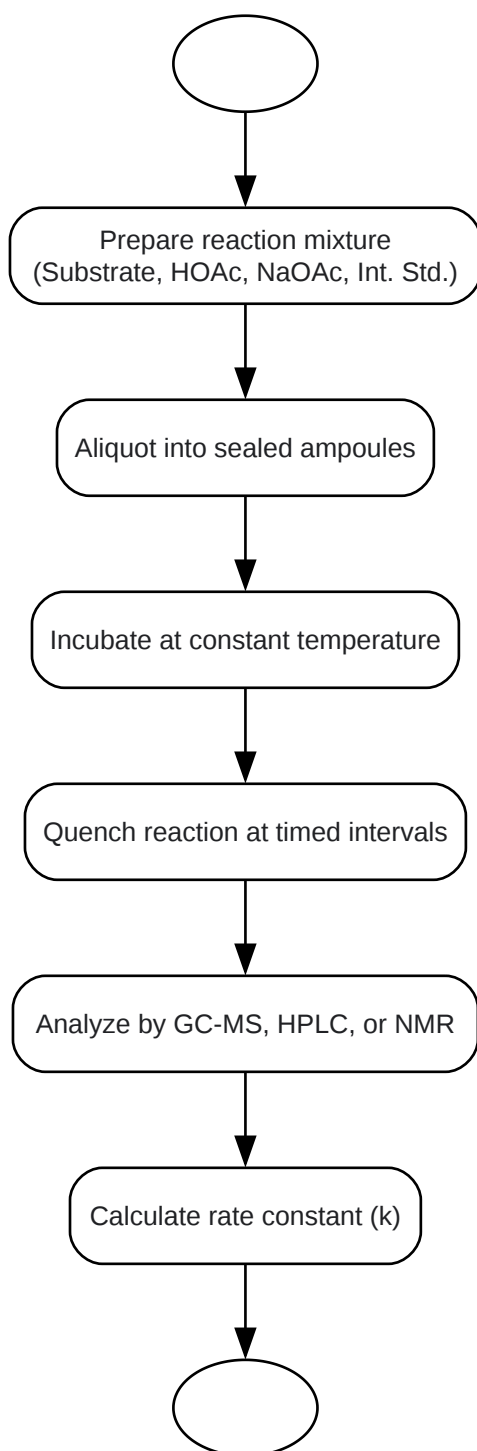 Prepare reaction mixture
(Substrate, HOAc, NaOAc, Int. Std.)
Aliquot into sealed ampoules
Incubate at constant temperature
Quench reaction at timed intervals
Analyze by GC-MS, HPLC, or NMR
Calculate rate constant (k)